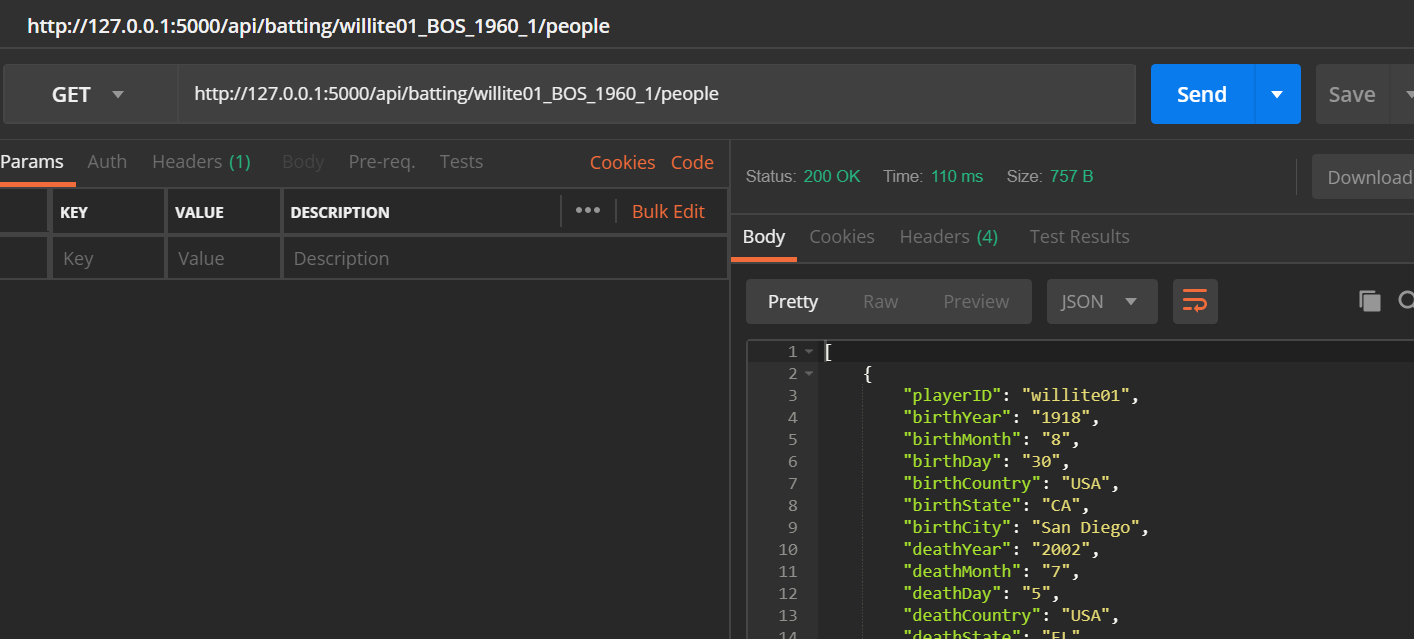 http://127.0.0.1:5000/api/batting/willite01_BOS_1960_1/people
GET http://127.0.0.1:5000/api/batting/willite01_BOS_1960_1/people Send Save
Params Auth Headers (1) Body Pre-req. Tests Cookies Code
KEY VALUE DESCRIPTION ••• Bulk Edit
Key Value Description
Status: 200 OK Time: 110 ms Size: 757 B Download
Body Cookies Headers (4) Test Results
Pretty Raw Preview JSON
1 [
2 {
3 "playerID": "willite01",
4 "birthYear": "1918",
5 "birthMonth": "8",
6 "birthDay": "30",
7 "birthCountry": "USA",
8 "birthState": "CA",
9 "birthCity": "San Diego",
10 "deathYear": "2002",
11 "deathMonth": "7",
12 "deathDay": "5",
13 "deathCountry": "USA",
14 "deathState": "FL"